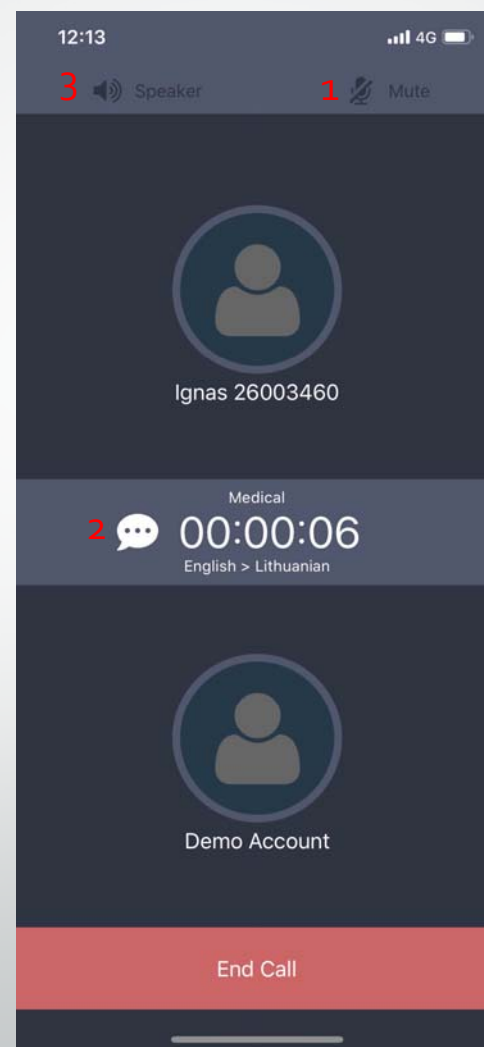 12:13 4G
3 Speaker 1 Mute
Ignas 26003460
Medical
2 00:00:06
English > Lithuanian
Demo Account
End Call